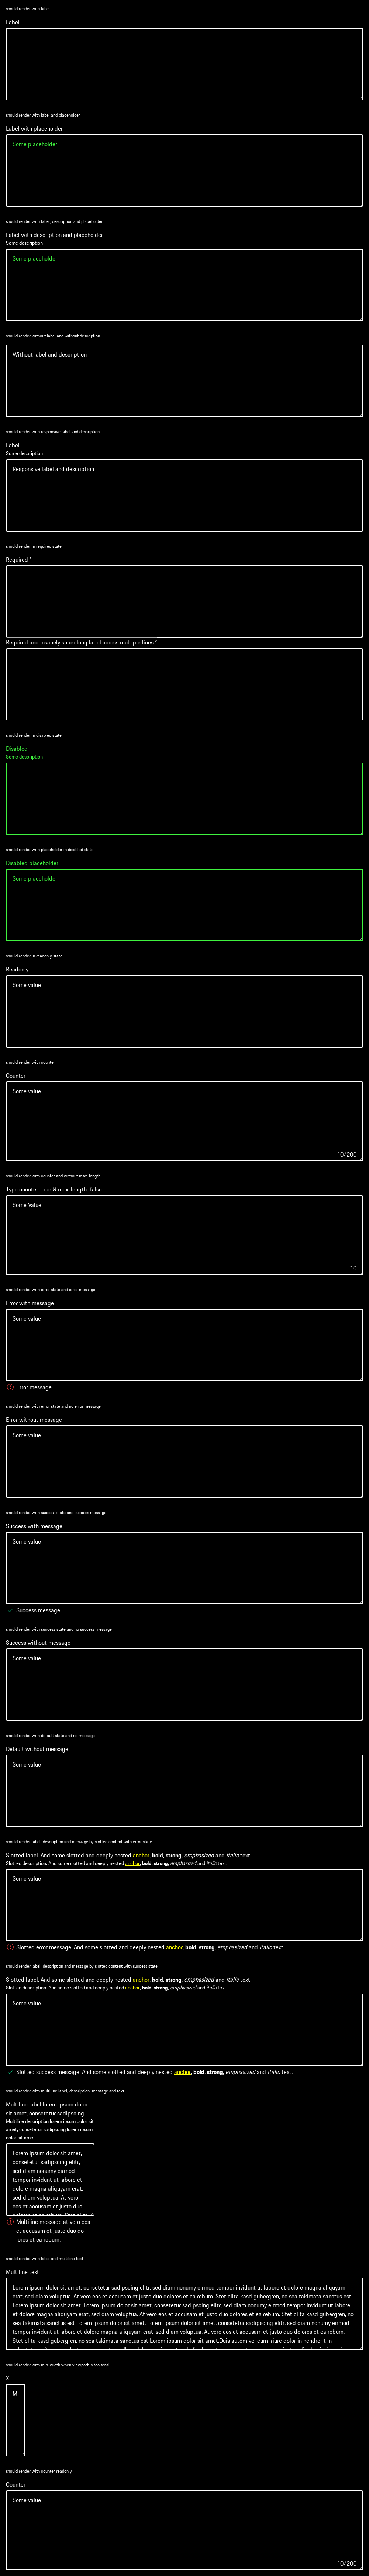 should render with label
Label
should render with label and placeholder
Label with placeholder
Some placeholder
should render with label, description and placeholder
Label with description and placeholder
Some description
Some placeholder
should render without label and without description
Without label and description
should render with responsive label and description
Label
Some description
Responsive label and description
should render in required state
Required *
Required and insanely super long label across multiple lines *
should render in disabled state
Disabled
Some description
should render with placeholder in disabled state
Disabled placeholder
Some placeholder
should render in readonly state
Readonly
Some value
should render with counter
Counter
Some value
10/200
should render with counter and without max-length
Type counter=true & max-length=false
Some Value
10
should render with error state and error message
Error with message
Some value
Error message
should render with error state and no error message
Error without message
Some value
should render with success state and success message
Success with message
Some value
Success message
should render with success state and no success message
Success without message
Some value
should render with default state and no message
Default without message
Some value
should render label, description and message by slotted content with error state
Slotted label. And some slotted and deeply nested anchor, bold, strong, emphasized and italic text.
Slotted description. And some slotted and deeply nested anchor, bold, strong, emphasized and italic text.
Some value
Slotted error message. And some slotted and deeply nested anchor, bold, strong, emphasized and italic text.
should render label, description and message by slotted content with success state
Slotted label. And some slotted and deeply nested anchor, bold, strong, emphasized and italic text.
Slotted description. And some slotted and deeply nested anchor, bold, strong, emphasized and italic text.
Some value
Slotted success message. And some slotted and deeply nested anchor, bold, strong, emphasized and italic text.
should render with multiline label, description, message and text
Multiline label lorem ipsum dolor
sit amet, consetetur sadipscing
Multiline description lorem ipsum dolor sit
amet, consetetur sadipscing lorem ipsum
dolor sit amet
Lorem ipsum dolor sit amet,
consetetur sadipscing elitr,
sed diam nonumy eirmod
tempor invidunt ut labore et
dolore magna aliquyam erat,
sed diam voluptua. At vero
eos et accusam et justo duo
Multiline message at vero eos
et accusam et justo duo do-
lores et ea rebum.
should render with label and multiline text
Multiline text
Lorem ipsum dolor sit amet, consetetur sadipscing elitr, sed diam nonumy eirmod tempor invidunt ut labore et dolore magna aliquyam
erat, sed diam voluptua. At vero eos et accusam et justo duo dolores et ea rebum. Stet clita kasd gubergren, no sea takimata sanctus est
Lorem ipsum dolor sit amet. Lorem ipsum dolor sit amet, consetetur sadipscing elitr, sed diam nonumy eirmod tempor invidunt ut labore
et dolore magna aliquyam erat, sed diam voluptua. At vero eos et accusam et justo duo dolores et ea rebum. Stet clita kasd gubergren, no
sea takimata sanctus est Lorem ipsum dolor sit amet. Lorem ipsum dolor sit amet, consetetur sadipscing elitr, sed diam nonumy eirmod
tempor invidunt ut labore et dolore magna aliquyam erat, sed diam voluptua. At vero eos et accusam et justo duo dolores et ea rebum.
Stet clita kasd gubergren, no sea takimata sanctus est Lorem ipsum dolor sit amet.Duis autem vel eum iriure dolor in hendrerit in
should render with min-width when viewport is too small
X
M
should render with counter readonly
Counter
Some value
10/200